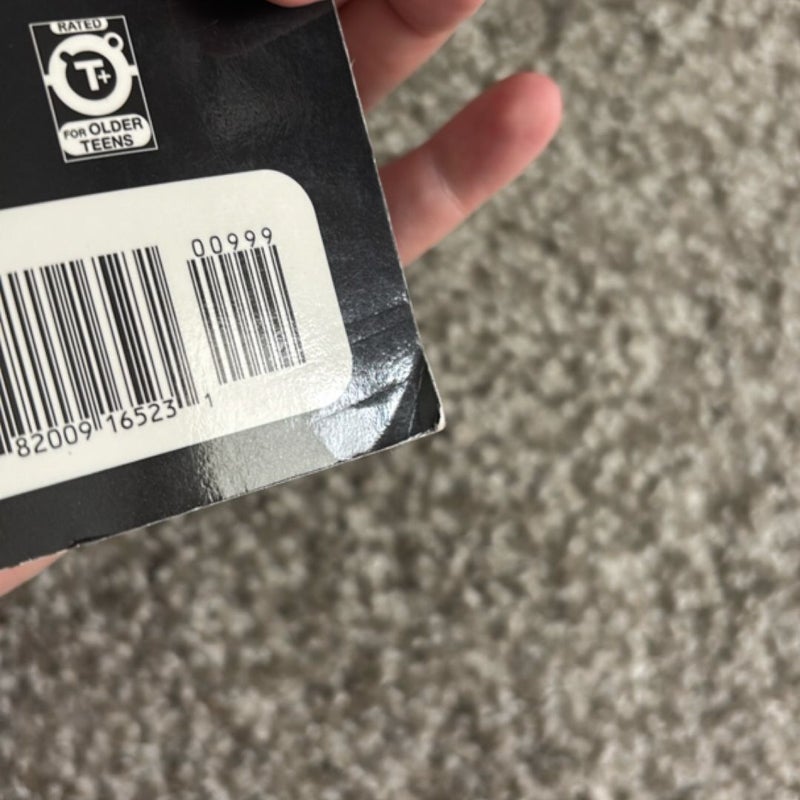 RATED
T+
FOR OLDER
TEENS
00999
82009 16523 1